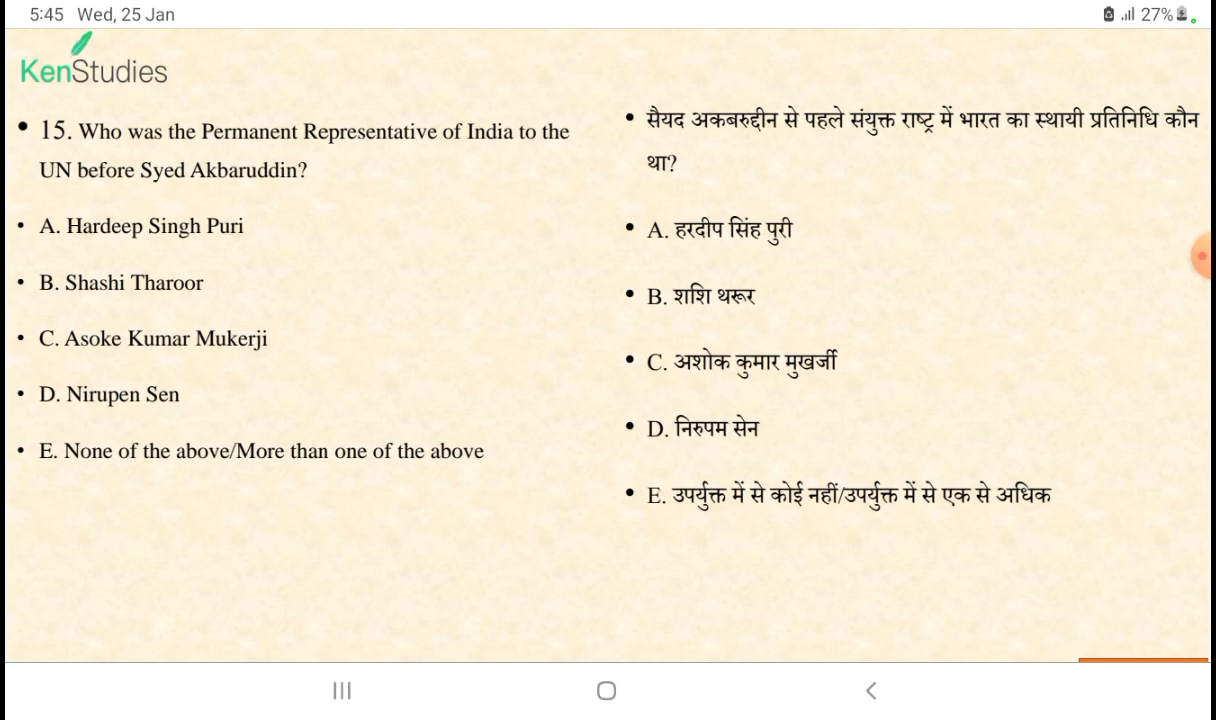 5:45 Wed, 25 Jan
27%
KenStudies
• 15. Who was the Permanent Representative of India to the
UN before Syed Akbaruddin?
• A. Hardeep Singh Puri
• B. Shashi Tharoor
• C. Asoke Kumar Mukerji
• D. Nirupen Sen
• E. None of the above/More than one of the above
• सैयद अकबरुद्दीन से पहले संयुक्त राष्ट्र में भारत का स्थायी प्रतिनिधि कौन
था?
• A. हरदीप सिंह पुरी
• B. शशि थरूर
• C. अशोक कुमार मुखर्जी
• D. निरुपम सेन
• E. उपर्युक्त में से कोई नहीं/उपर्युक्त में से एक से अधिक